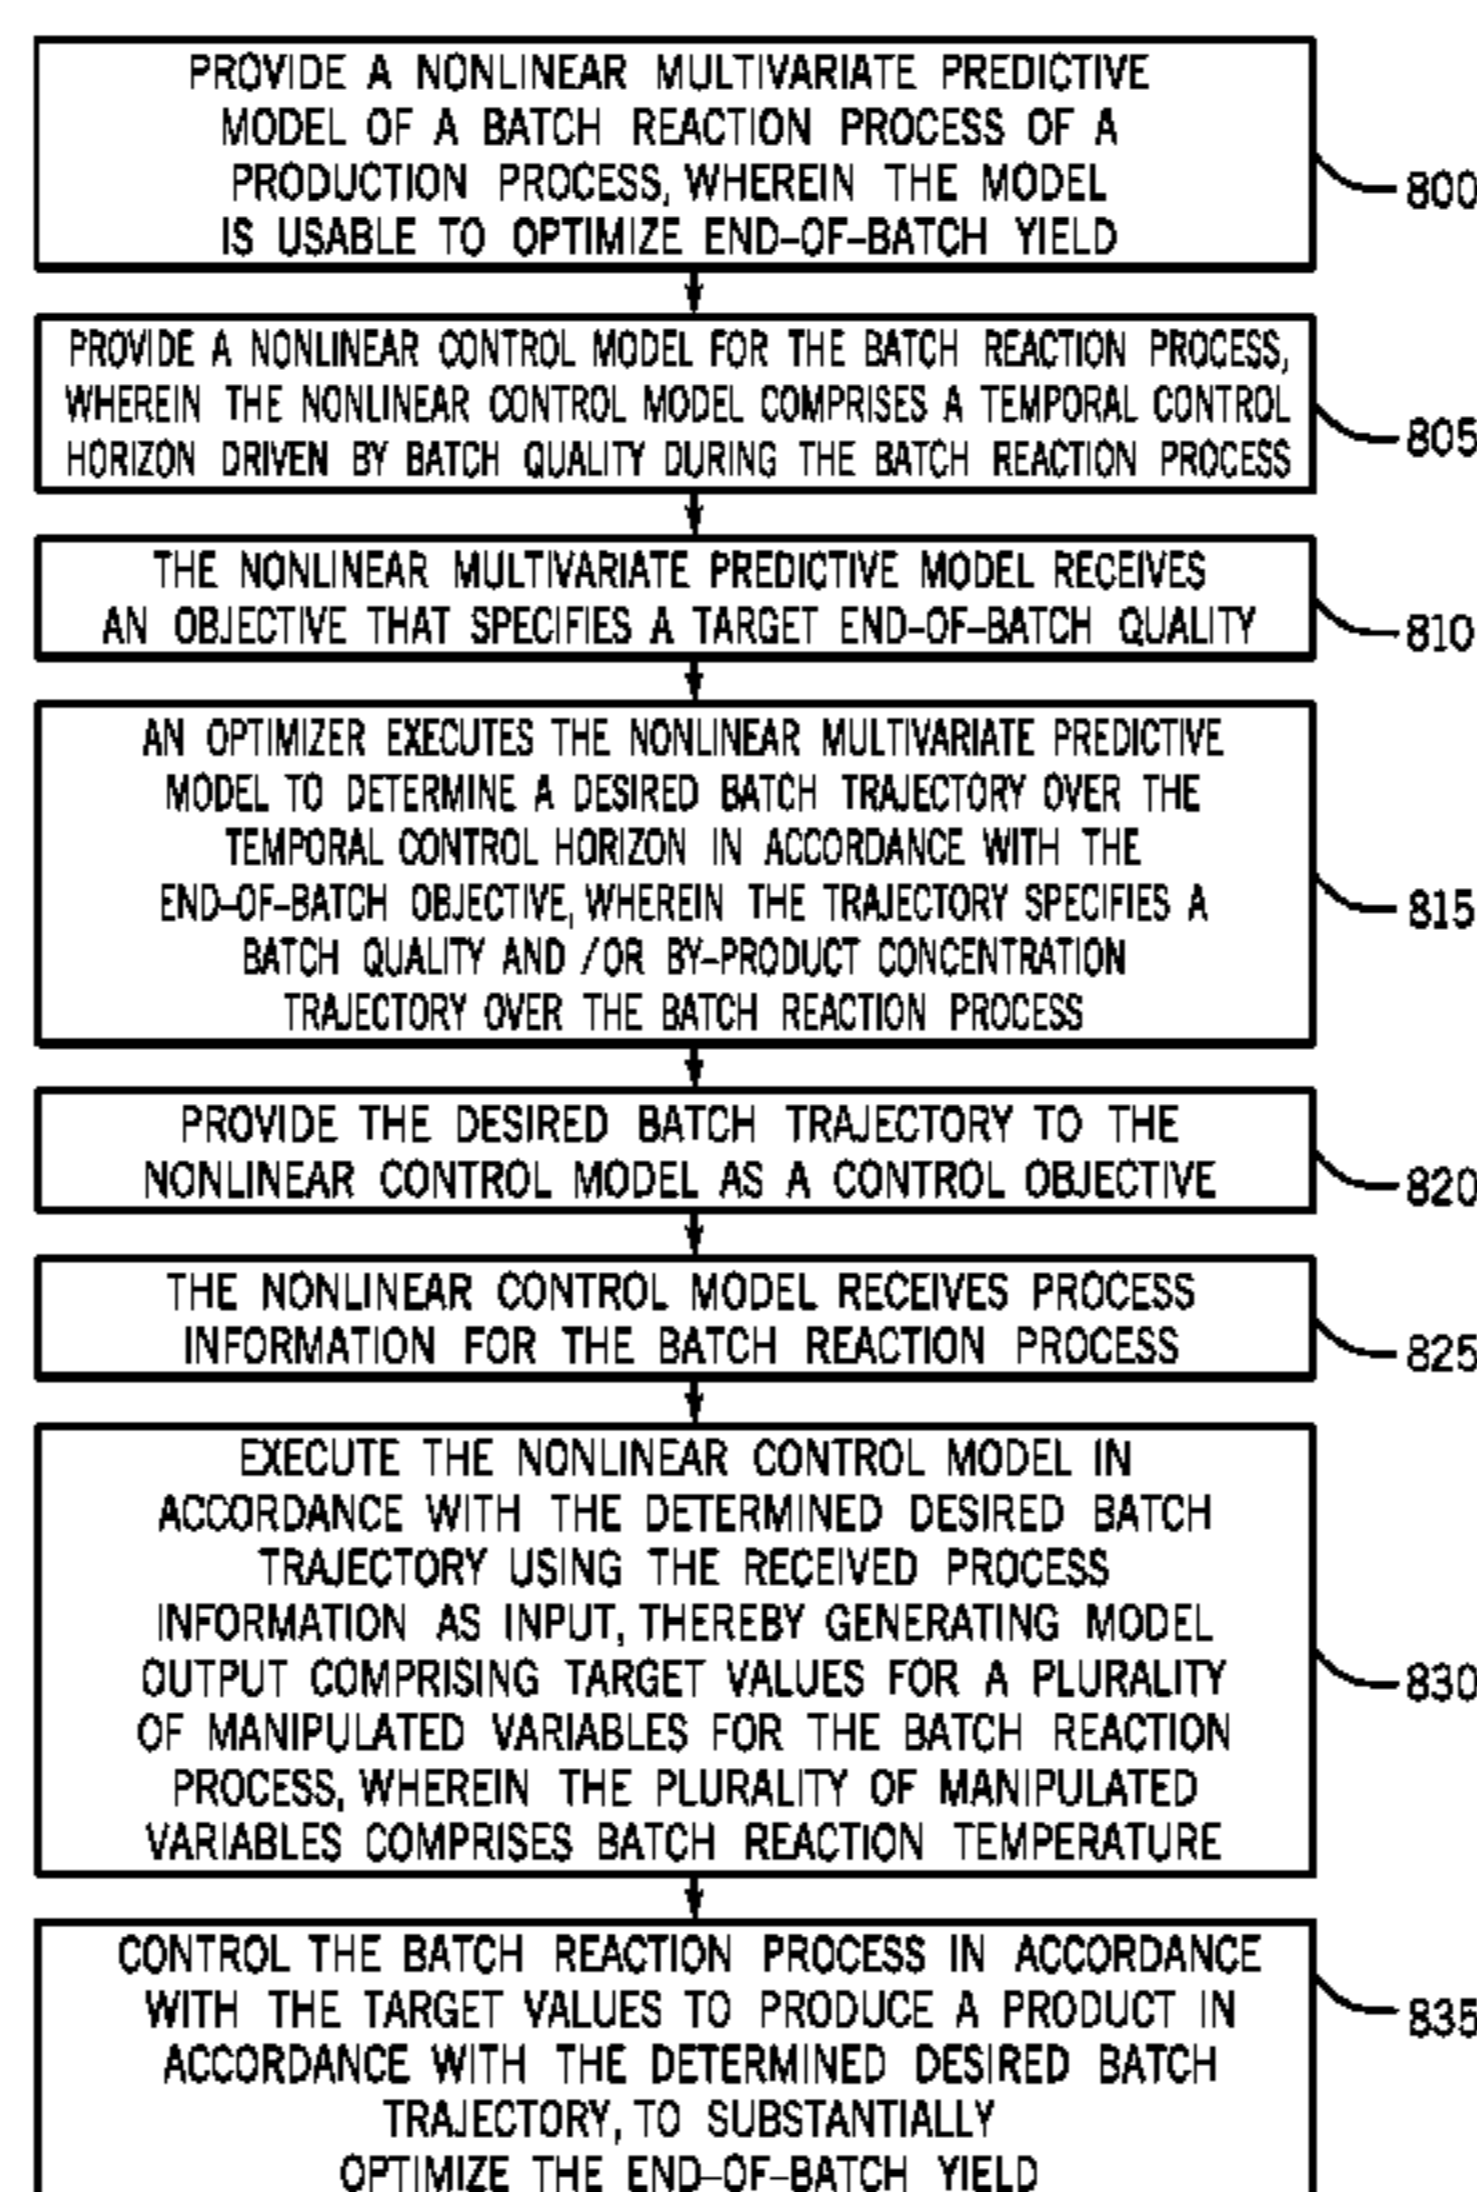 PROVIDE A NONLINEAR MULTIVARIATE PREDICTIVE
MODEL OF A BATCH REACTION PROCESS OF A
PRODUCTION PROCESS, WHEREIN THE MODEL
IS USABLE TO OPTIMIZE END-OF-BATCH YIELD
800
PROVIDE A NONLINEAR CONTROL MODEL FOR THE BATCH REACTION PROCESS,
WHEREIN THE NONLINEAR CONTROL MODEL COMPRISES A TEMPORAL CONTROL
HORIZON DRIVEN BY BATCH QUALITY DURING THE BATCH REACTION PROCESS
805
THE NONLINEAR MULTIVARIATE PREDICTIVE MODEL RECEIVES
AN OBJECTIVE THAT SPECIFIES A TARGET END-OF-BATCH QUALITY
810
AN OPTIMIZER EXECUTES THE NONLINEAR MULTIVARIATE PREDICTIVE
MODEL TO DETERMINE A DESIRED BATCH TRAJECTORY OVER THE
TEMPORAL CONTROL HORIZON IN ACCORDANCE WITH THE
END-OF-BATCH OBJECTIVE, WHEREIN THE TRAJECTORY SPECIFIES A
BATCH QUALITY AND /OR BY-PRODUCT CONCENTRATION
TRAJECTORY OVER THE BATCH REACTION PROCESS
815
PROVIDE THE DESIRED BATCH TRAJECTORY TO THE
NONLINEAR CONTROL MODEL AS A CONTROL OBJECTIVE
820
THE NONLINEAR CONTROL MODEL RECEIVES PROCESS
INFORMATION FOR THE BATCH REACTION PROCESS
825
EXECUTE THE NONLINEAR CONTROL MODEL IN
ACCORDANCE WITH THE DETERMINED DESIRED BATCH
TRAJECTORY USING THE RECEIVED PROCESS
INFORMATION AS INPUT, THEREBY GENERATING MODEL
OUTPUT COMPRISING TARGET VALUES FOR A PLURALITY
OF MANIPULATED VARIABLES FOR THE BATCH REACTION
PROCESS, WHEREIN THE PLURALITY OF MANIPULATED
VARIABLES COMPRISES BATCH REACTION TEMPERATURE
830
CONTROL THE BATCH REACTION PROCESS IN ACCORDANCE
WITH THE TARGET VALUES TO PRODUCE A PRODUCT IN
ACCORDANCE WITH THE DETERMINED DESIRED BATCH
TRAJECTORY, TO SUBSTANTIALLY
OPTIMIZE THE END-OF-BATCH YIELD
835